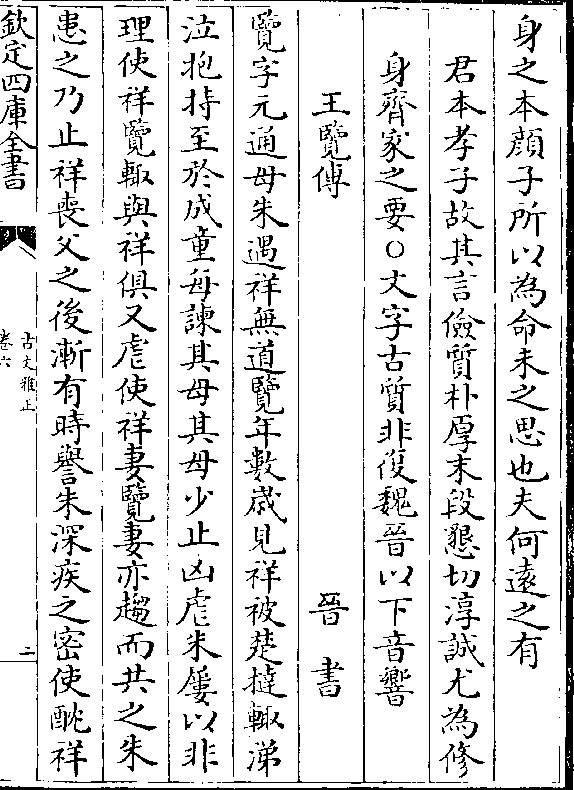 身之本顔子所以為命未之思也夫何遠之有
君本孝子故其言儉質朴厚末段懇切淳誠尤為修
身齊家之要○文字古質非復魏晉以下音響
王覽傳　晉書
覽字元通母朱遇祥無道覽年數歲見祥被楚撻輙涕
泣抱持至於成童每諫其母其母少止凶虐朱屢以非
理使祥覽輙與祥俱又虐使祥妻覽妻亦趨而共之朱
患之乃止祥喪父之後漸有時譽朱深疾之密使酖祥
欽定四庫全書
古文雅正
卷六
二